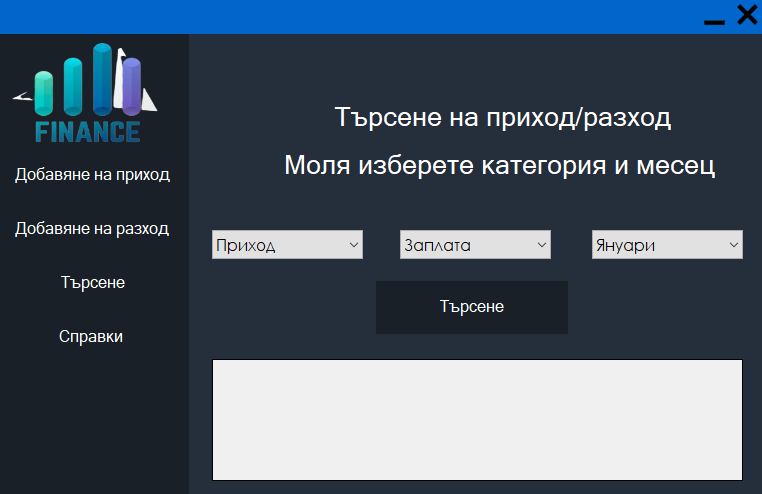 FINANCE
Добавяне на приход
Добавяне на разход
Търсене
Справки
Търсене на приход/разход
Моля изберете категория и месец
Приход
Заплата
Януари
Търсене